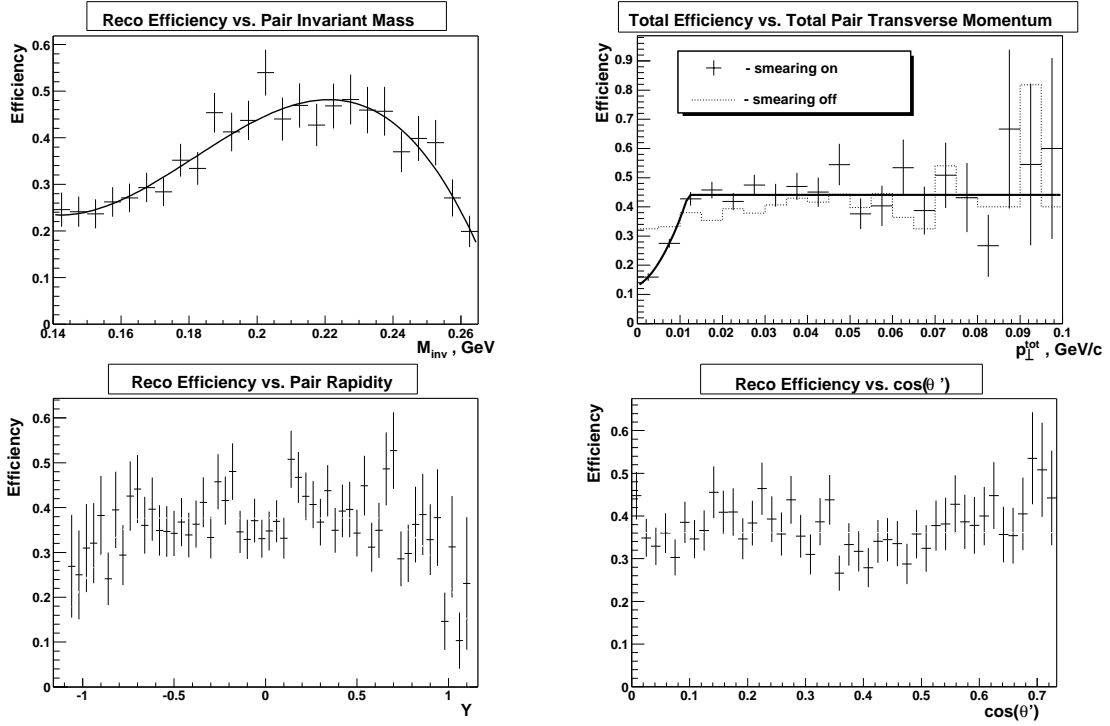 Reco Efficiency vs. Pair Invariant Mass
Efficiency
0.6
0.5
0.4
0.3
0.2
0.1
0
0.14 0.16 0.18 0.2 0.22 0.24 0.26
M_inv , GeV
Total Efficiency vs. Total Pair Transverse Momentum
Efficiency
- smearing on
- smearing off
0.9
0.8
0.7
0.6
0.5
0.4
0.3
0.2
0.1
0
0 0.01 0.02 0.03 0.04 0.05 0.06 0.07 0.08 0.09 0.1
p⊥^tot , GeV/c
Reco Efficiency vs. Pair Rapidity
Efficiency
0.6
0.5
0.4
0.3
0.2
0.1
0
-1 -0.5 0 0.5 1
Y
Reco Efficiency vs. cos(θ ’)
Efficiency
0.6
0.5
0.4
0.3
0.2
0.1
0
0 0.1 0.2 0.3 0.4 0.5 0.6 0.7
cos(θ’)